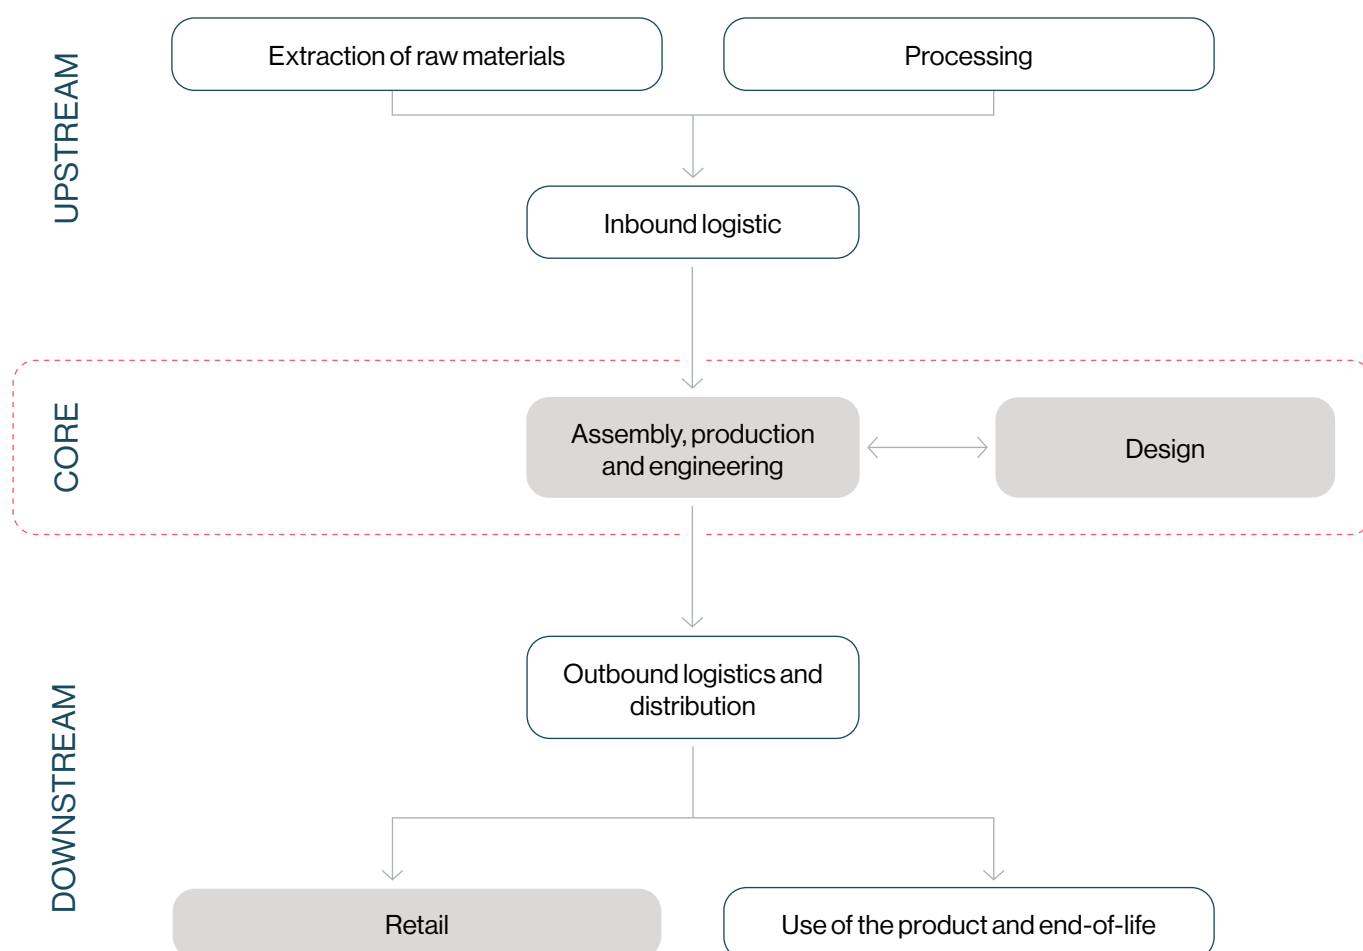 UPSTREAM
Extraction of raw materials
Processing
Inbound logistic
CORE
Assembly, production
and engineering
Design
DOWNSTREAM
Outbound logistics and
distribution
Retail
Use of the product and end-of-life